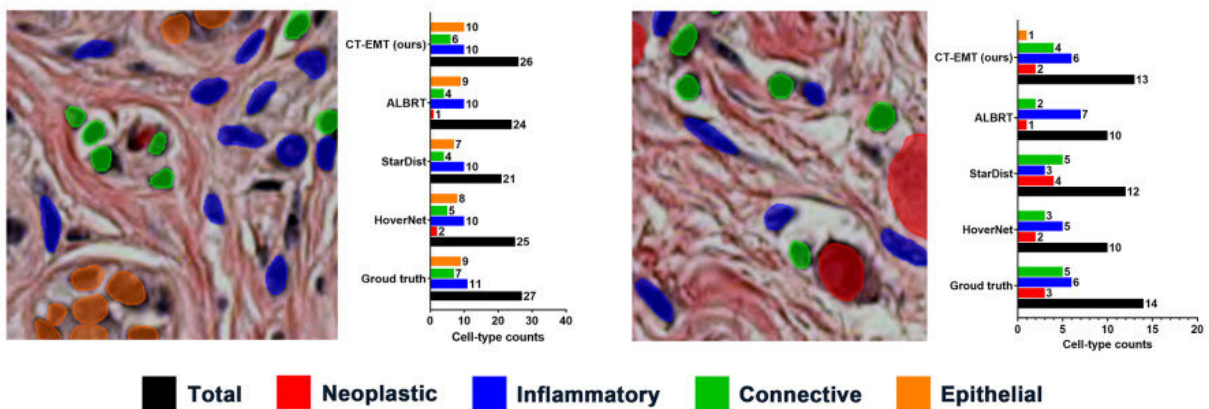 CT-EMT (ours)
10
6
10
26
ALBRT
9
4
10
1
24
StarDist
7
4
10
21
HoverNet
8
5
10
2
25
Groud truth
9
7
11
27
0 10 20 30 40
Cell-type counts
CT-EMT (ours)
1
4
6
2
13
ALBRT
2
7
1
10
StarDist
5
3
4
12
HoverNet
3
5
2
10
Groud truth
5
6
3
14
0 5 10 15 20
Cell-type counts
Total Neoplastic Inflammatory Connective Epithelial